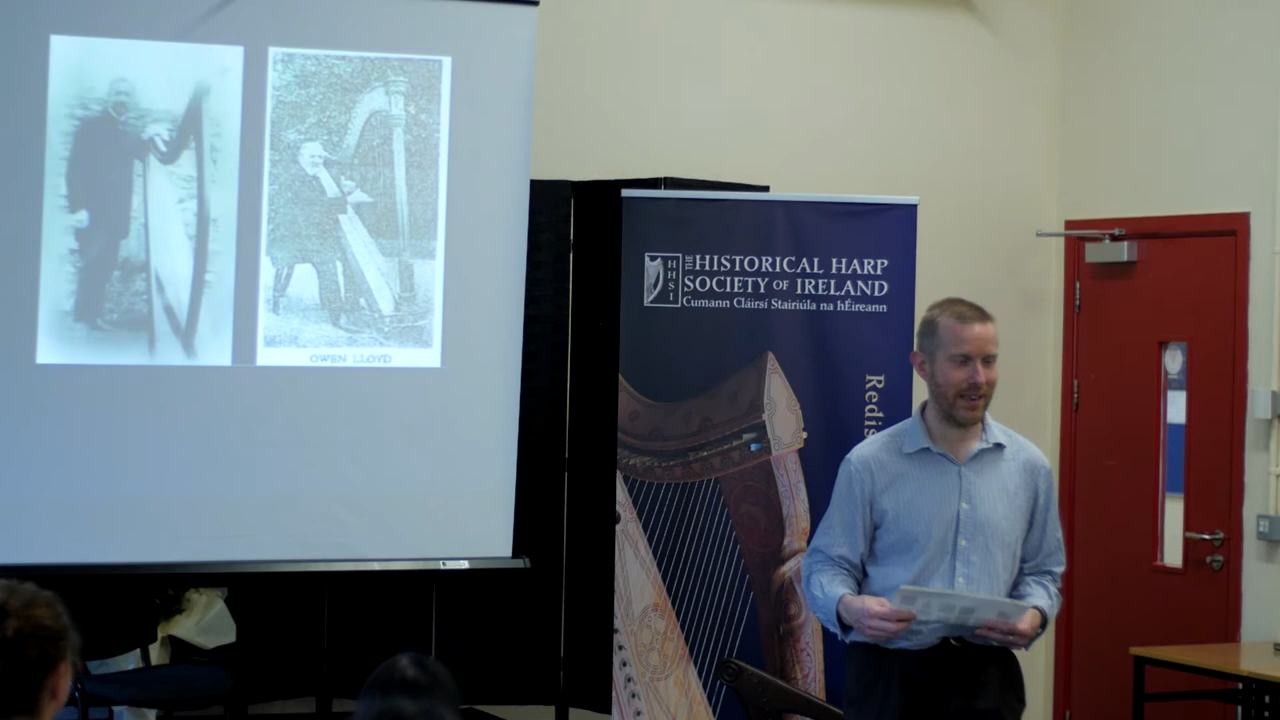 OWEN LLOYD
HHSI
THE HISTORICAL HARP
SOCIETY OF IRELAND
Cumann Cláirsí Stairiúla na hÉireann
Redis